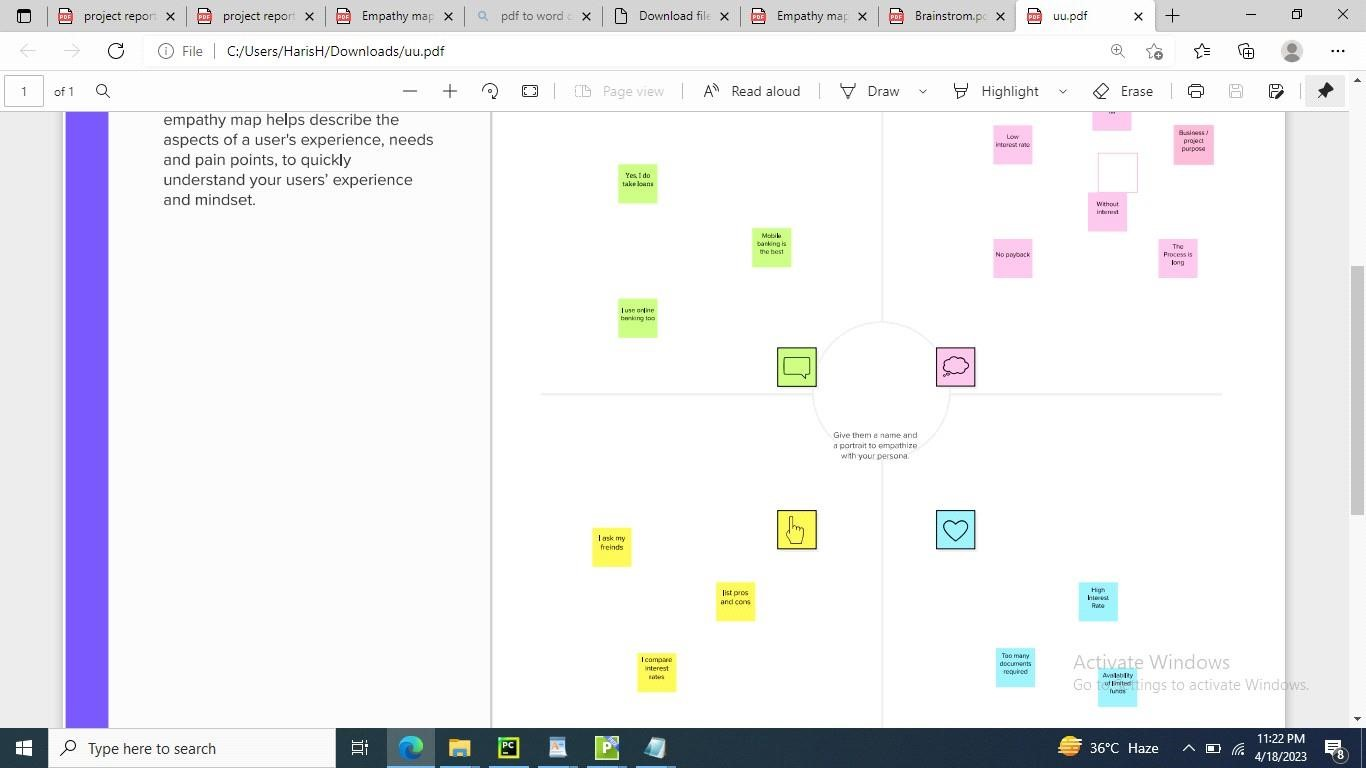 project report
project report
Empathy map
pdf to word c
Download file
Empathy map
Brainstrom.pd
uu.pdf
File
C:/Users/HarisH/Downloads/uu.pdf
1 of 1
Page view
Read aloud
Draw
Highlight
Erase
empathy map helps describe the
aspects of a user's experience, needs
and pain points, to quickly
understand your users' experience
and mindset.
Yes, I do
take loans
Mobile
banking is
the best
I use online
banking too
Low
interest rate
Business /
project
purpose
Without
interest
No payback
The
Process is
long
Give them a name and
a portrait to empathize
with your persona.
I ask my
freinds
list pros
and cons
I compare
interest
rates
High
Interest
Rate
Too many
documents
required
Availability
of limited
funds
Activate Windows
Go to Settings to activate Windows.
Type here to search
PC
P
36°C Haze
11:22 PM
4/18/2023
8